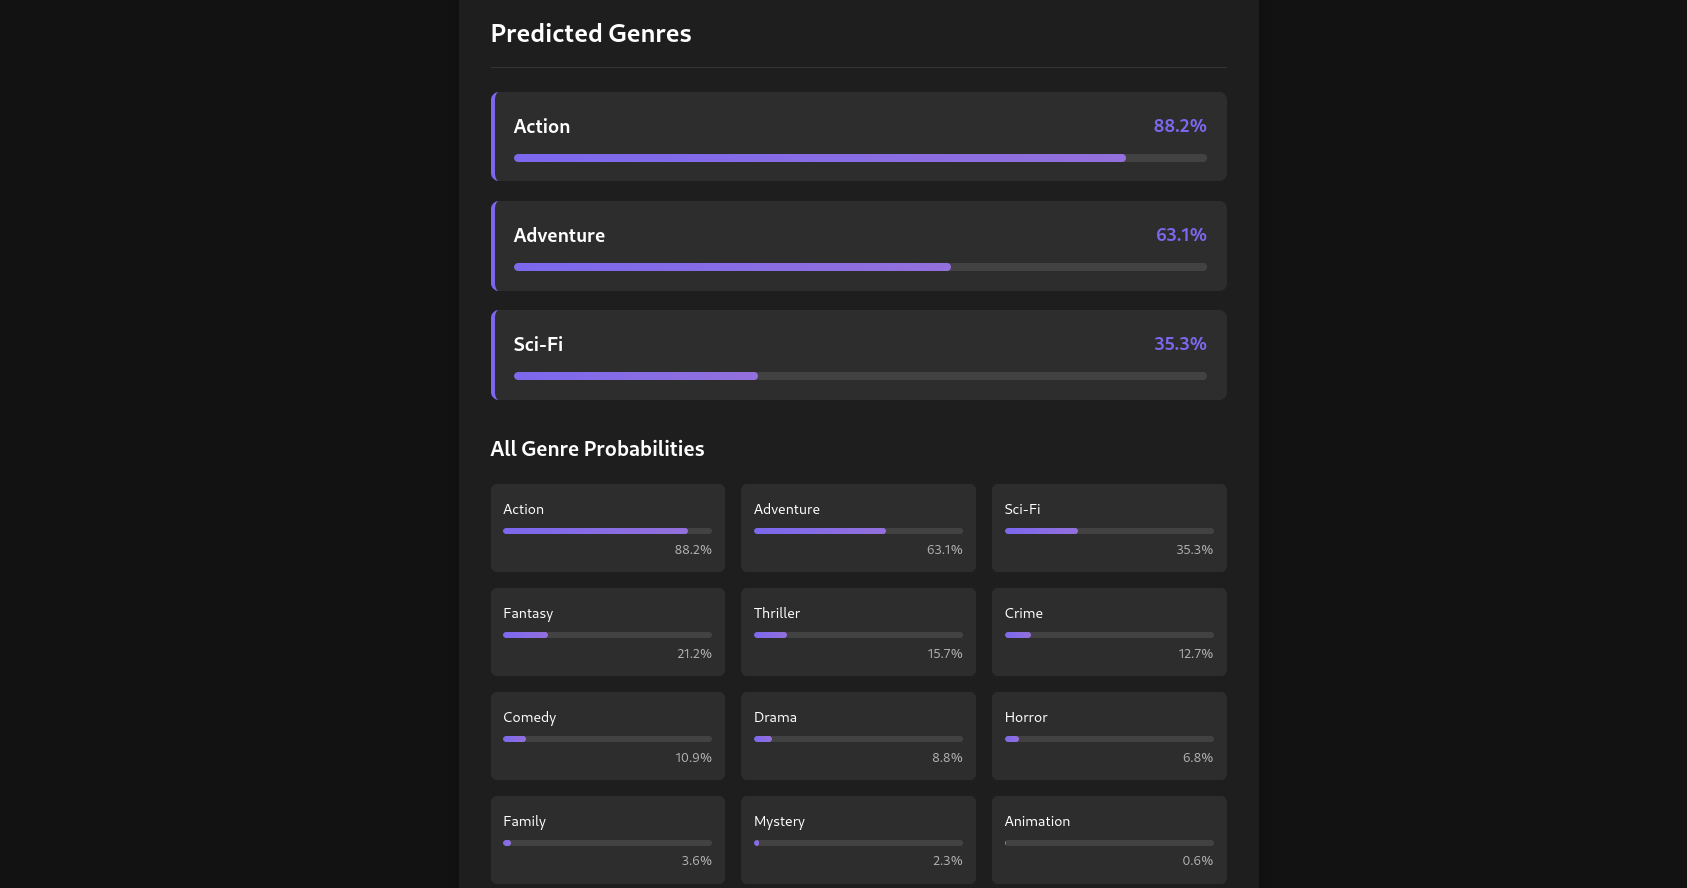 Predicted Genres
Action 88.2%
Adventure 63.1%
Sci-Fi 35.3%
All Genre Probabilities
Action
88.2%
Adventure
63.1%
Sci-Fi
35.3%
Fantasy
21.2%
Thriller
15.7%
Crime
12.7%
Comedy
10.9%
Drama
8.8%
Horror
6.8%
Family
3.6%
Mystery
2.3%
Animation
0.6%